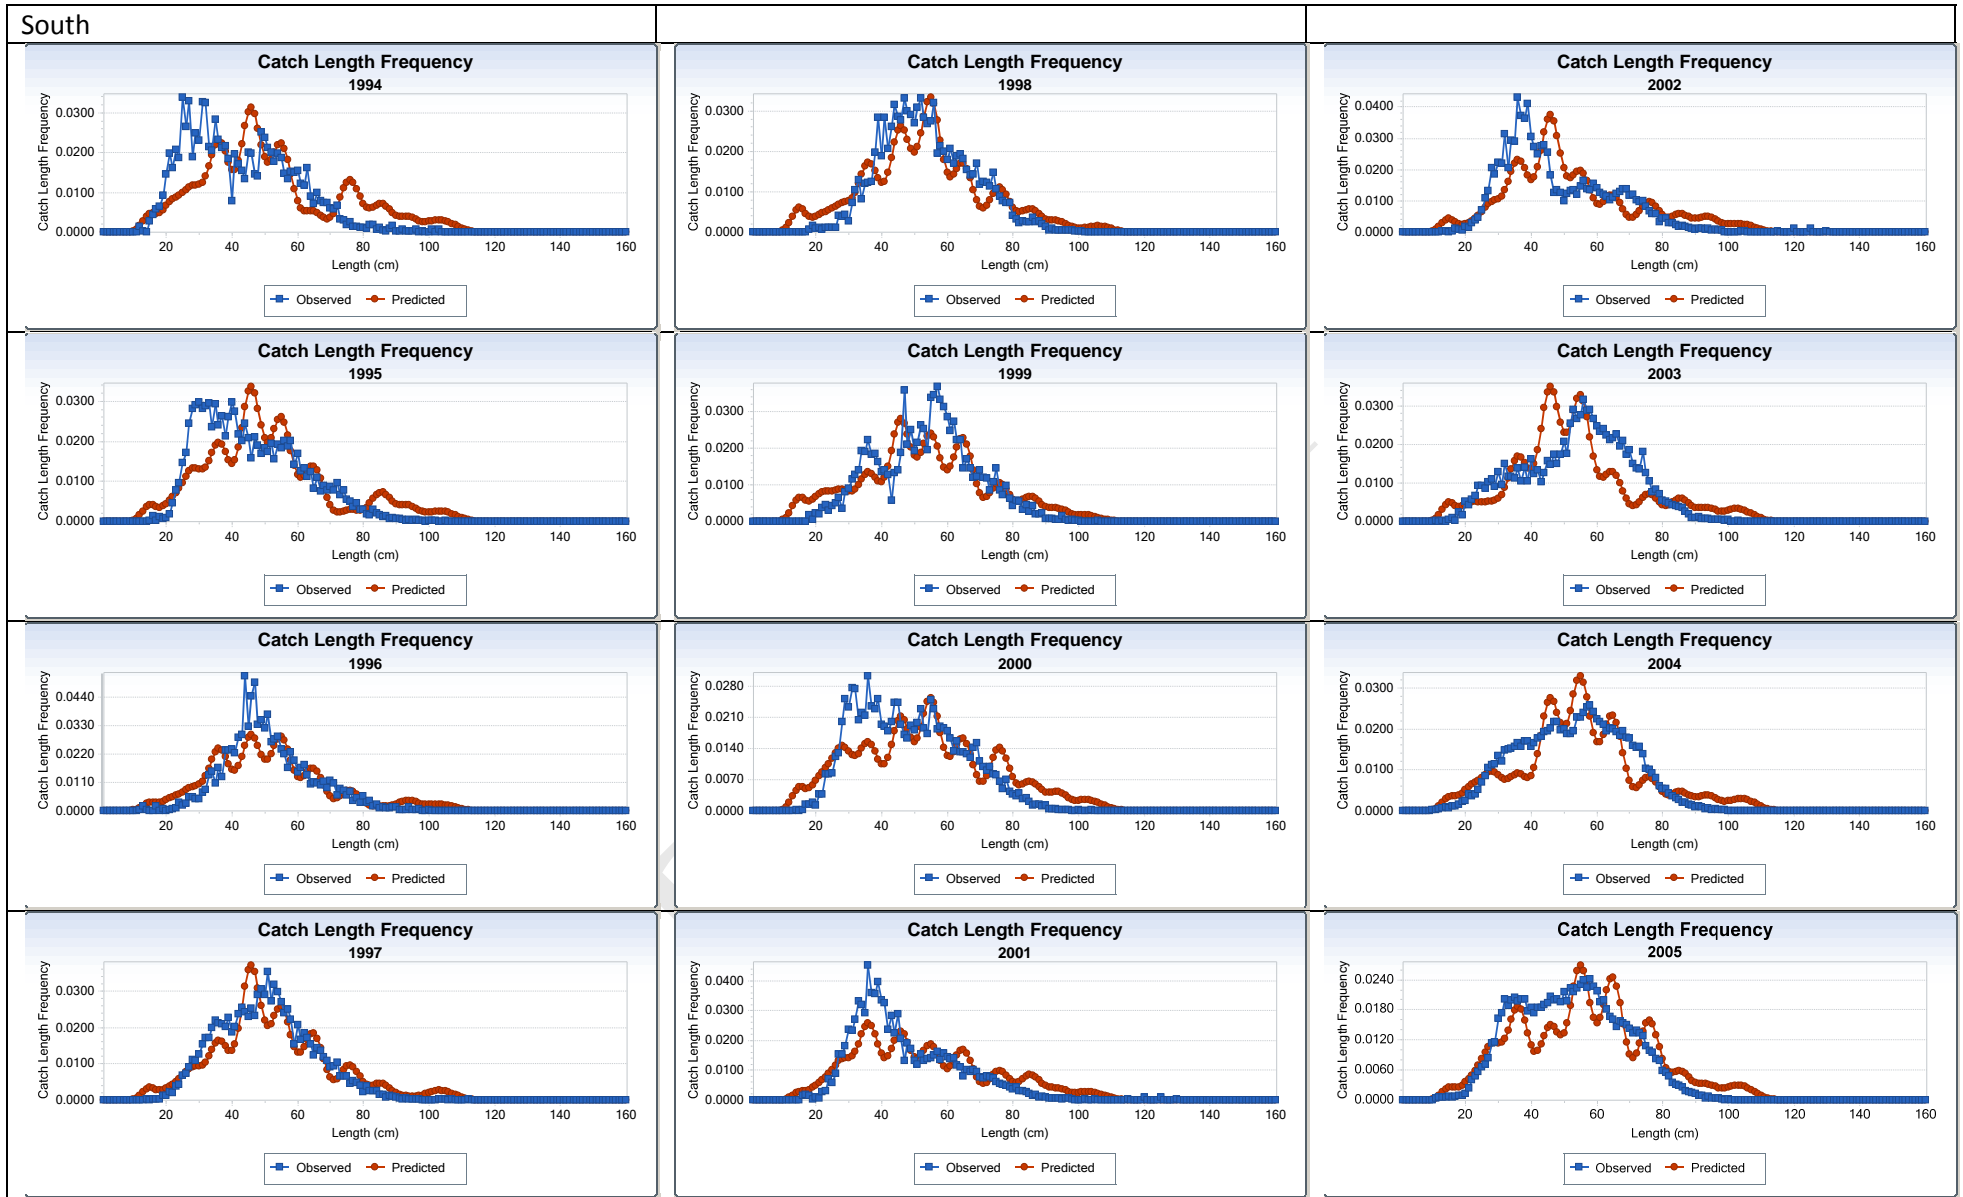 South
Catch Length Frequency
1994
Catch Length Frequency
0.0300
0.0200
0.0100
0.0000
20 40 60 80 100 120 140 160
Length (cm)
Observed Predicted
Catch Length Frequency
1998
Catch Length Frequency
0.0300
0.0200
0.0100
0.0000
20 40 60 80 100 120 140 160
Length (cm)
Observed Predicted
Catch Length Frequency
2002
Catch Length Frequency
0.0400
0.0300
0.0200
0.0100
0.0000
20 40 60 80 100 120 140 160
Length (cm)
Observed Predicted
Catch Length Frequency
1995
Catch Length Frequency
0.0300
0.0200
0.0100
0.0000
20 40 60 80 100 120 140 160
Length (cm)
Observed Predicted
Catch Length Frequency
1999
Catch Length Frequency
0.0300
0.0200
0.0100
0.0000
20 40 60 80 100 120 140 160
Length (cm)
Observed Predicted
Catch Length Frequency
2003
Catch Length Frequency
0.0300
0.0200
0.0100
0.0000
20 40 60 80 100 120 140 160
Length (cm)
Observed Predicted
Catch Length Frequency
1996
Catch Length Frequency
0.0440
0.0330
0.0220
0.0110
0.0000
20 40 60 80 100 120 140 160
Length (cm)
Observed Predicted
Catch Length Frequency
2000
Catch Length Frequency
0.0280
0.0210
0.0140
0.0070
0.0000
20 40 60 80 100 120 140 160
Length (cm)
Observed Predicted
Catch Length Frequency
2004
Catch Length Frequency
0.0300
0.0200
0.0100
0.0000
20 40 60 80 100 120 140 160
Length (cm)
Observed Predicted
Catch Length Frequency
1997
Catch Length Frequency
0.0300
0.0200
0.0100
0.0000
20 40 60 80 100 120 140 160
Length (cm)
Observed Predicted
Catch Length Frequency
2001
Catch Length Frequency
0.0400
0.0300
0.0200
0.0100
0.0000
20 40 60 80 100 120 140 160
Length (cm)
Observed Predicted
Catch Length Frequency
2005
Catch Length Frequency
0.0240
0.0180
0.0120
0.0060
0.0000
20 40 60 80 100 120 140 160
Length (cm)
Observed Predicted